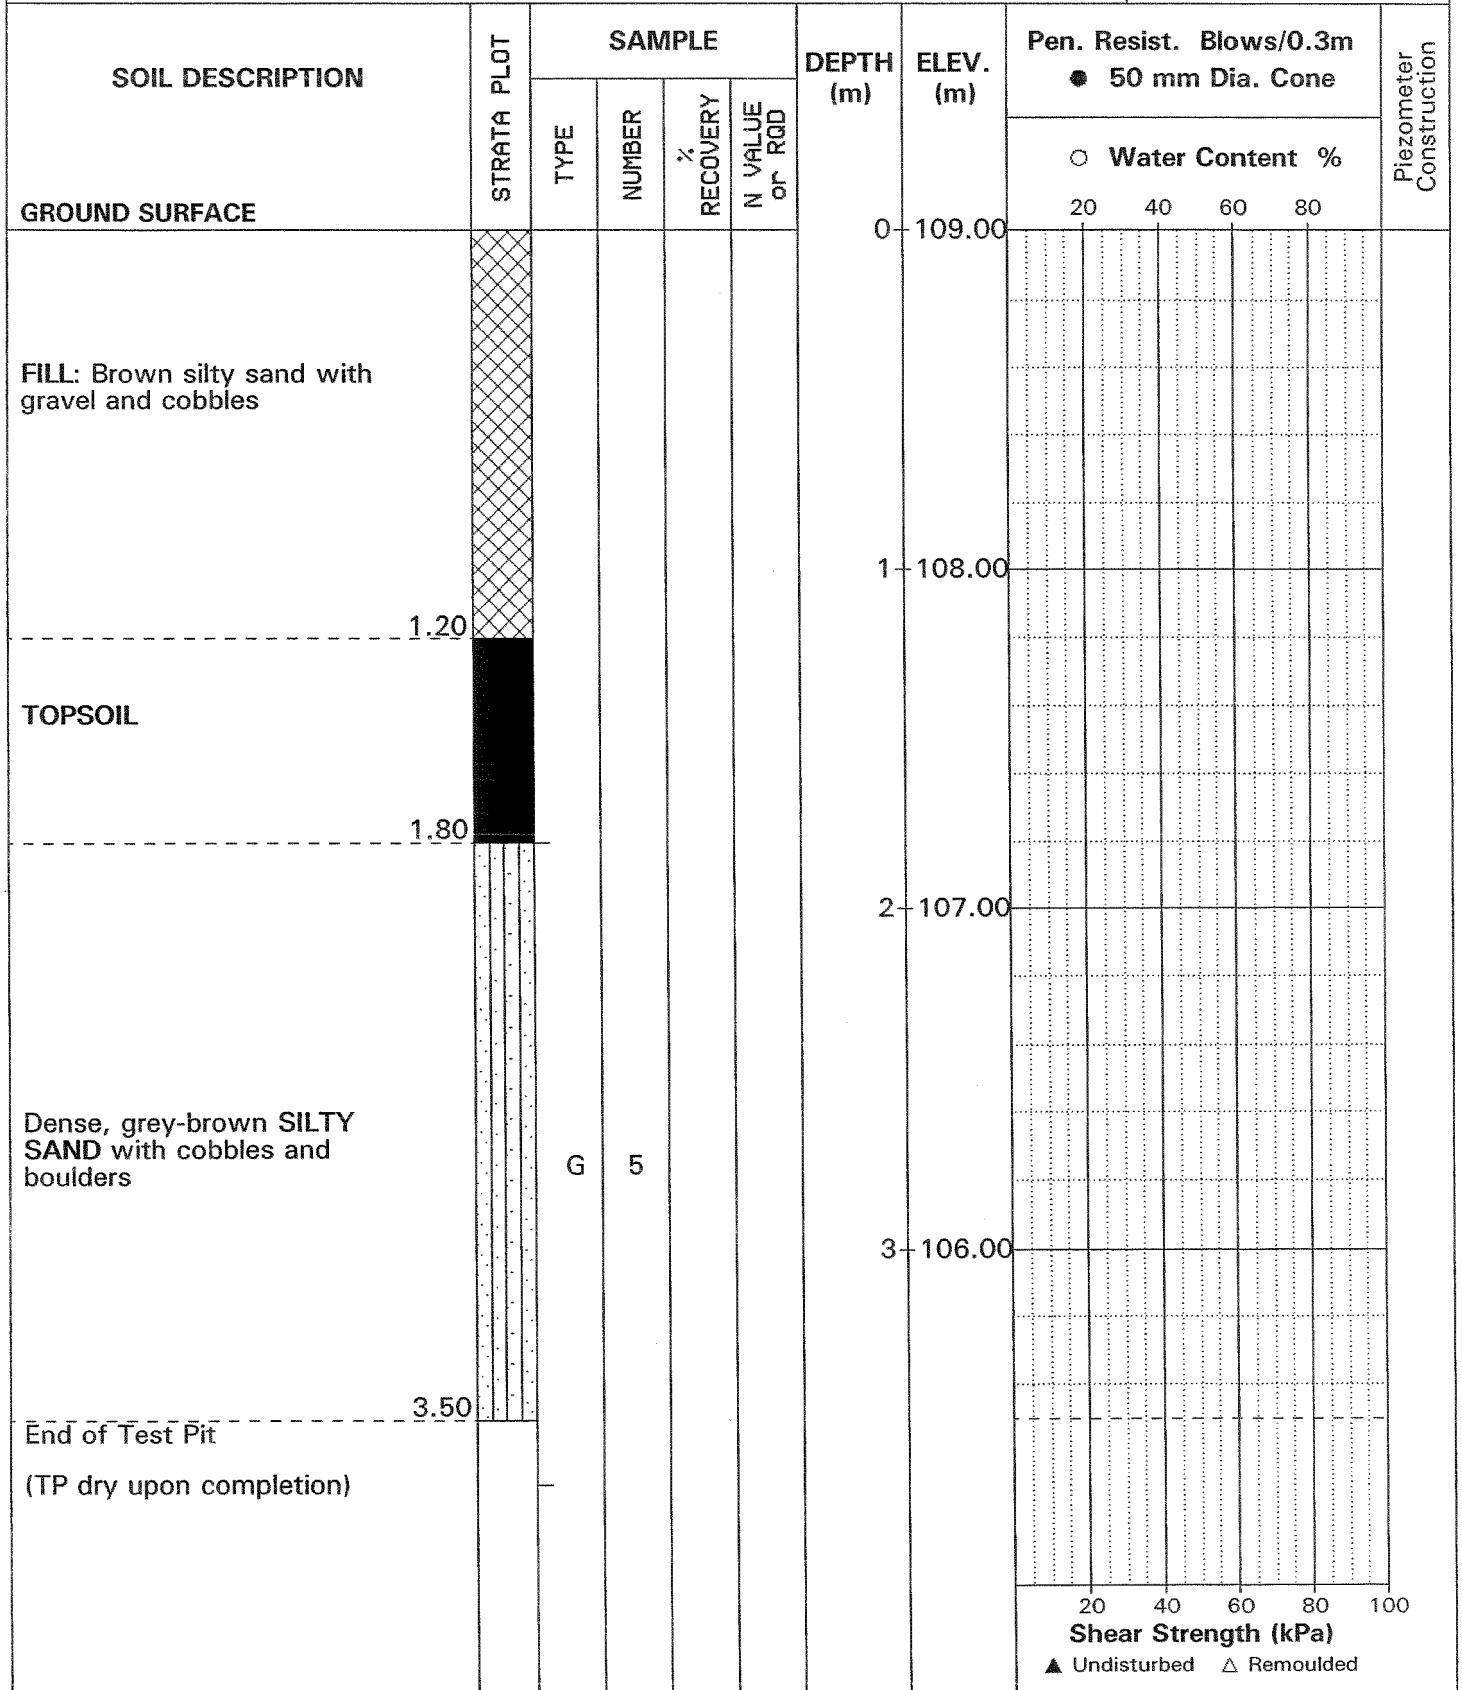 SOIL DESCRIPTION
GROUND SURFACE
STRATA PLOT
SAMPLE
TYPE
NUMBER
%
RECOVERY
N VALUE
or RQD
DEPTH
(m)
ELEV.
(m)
Pen. Resist. Blows/0.3m
● 50 mm Dia. Cone
○ Water Content %
20 40 60 80
Piezometer
Construction
0 109.00
FILL: Brown silty sand with
gravel and cobbles
1 108.00
1.20
TOPSOIL
1.80
2 107.00
Dense, grey-brown SILTY
SAND with cobbles and
boulders
G 5
3 106.00
3.50
End of Test Pit
(TP dry upon completion)
20 40 60 80 100
Shear Strength (kPa)
▲ Undisturbed △ Remoulded